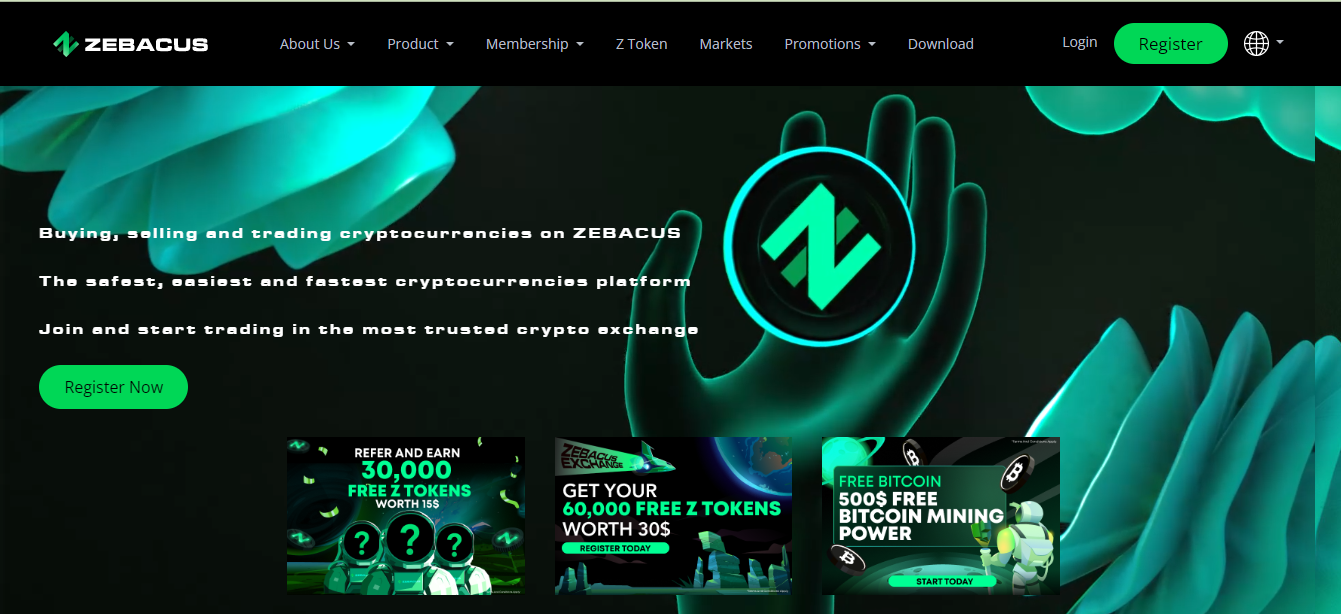 ZEBACUS
About Us
Product
Membership
Z Token
Markets
Promotions
Download
Login
Register
Buying, selling and trading cryptocurrencies on ZEBACUS
The safest, easiest and fastest cryptocurrencies platform
Join and start trading in the most trusted crypto exchange
Register Now
REFER AND EARN
30,000
FREE Z TOKENS
WORTH 15$
? ? ?
ZEBACUS
EXCHANGE
GET YOUR
60,000 FREE Z TOKENS
WORTH 30$
REGISTER TODAY
FREE BITCOIN
500$ FREE
BITCOIN MINING
POWER
START TODAY